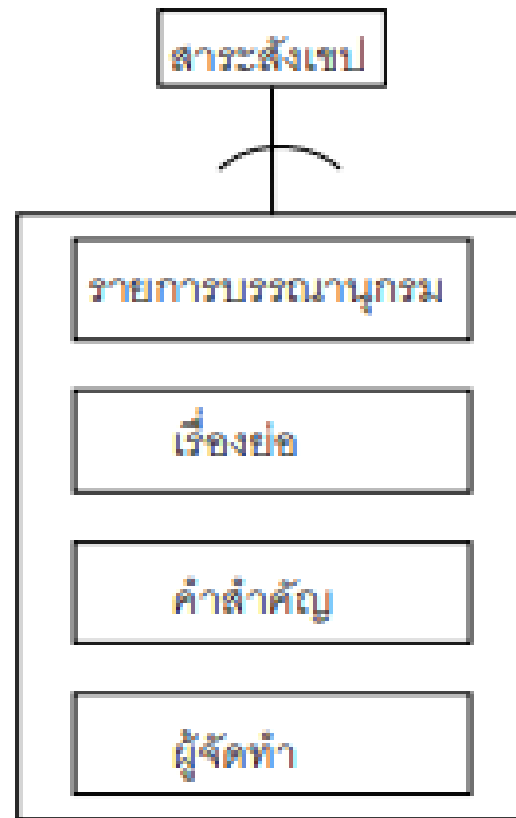 สาระสังเขป
รายการบรรณานุกรม
เรื่องย่อ
คำสำคัญ
ผู้จัดทำ